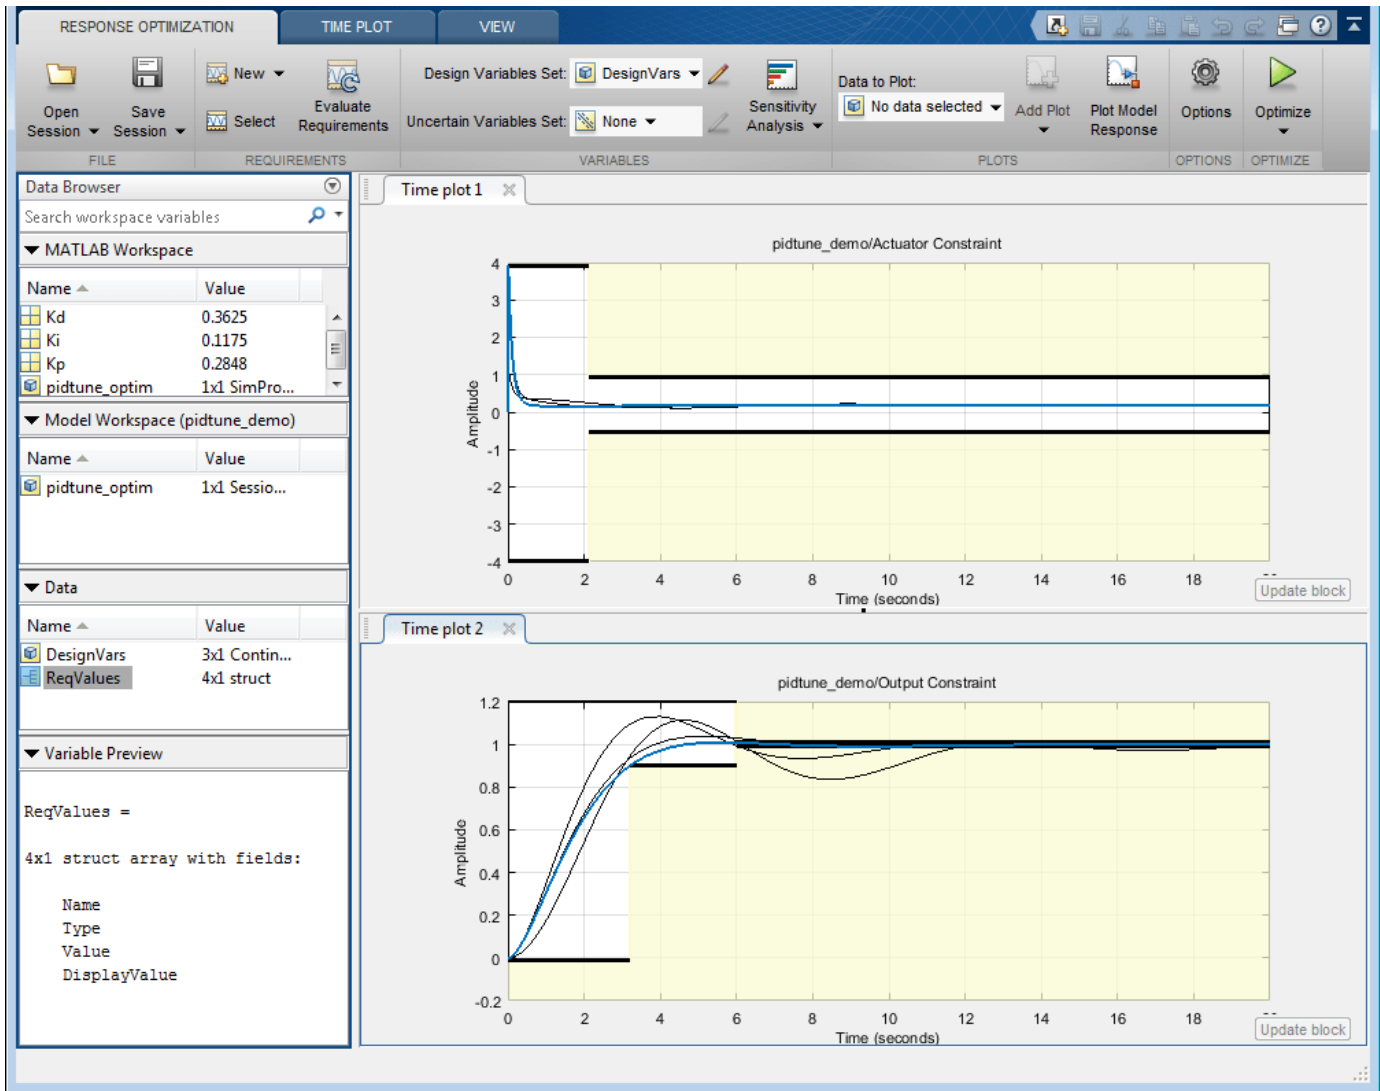 RESPONSE OPTIMIZATION TIME PLOT VIEW
New
Design Variables Set: DesignVars
Data to Plot:
Open Session
Save Session
Select
Evaluate Requirements
Uncertain Variables Set: None
Sensitivity Analysis
No data selected
Add Plot
Plot Model Response
Options
Optimize
FILE REQUIREMENTS VARIABLES PLOTS OPTIONS OPTIMIZE
Data Browser
Search workspace variables
MATLAB Workspace
Name Value
Kd 0.3625
Ki 0.1175
Kp 0.2848
pidtune_optim 1x1 SimPro...
Model Workspace (pidtune_demo)
Name Value
pidtune_optim 1x1 Sessio...
Data
Name Value
DesignVars 3x1 Contin...
ReqValues 4x1 struct
Variable Preview
ReqValues =
4x1 struct array with fields:
Name
Type
Value
DisplayValue
Time plot 1
pidtune_demo/Actuator Constraint
4
3
2
1
0
-1
-2
-3
-4
Amplitude
0 2 4 6 8 10 12 14 16 18
Time (seconds)
Update block
Time plot 2
pidtune_demo/Output Constraint
1.2
1
0.8
0.6
0.4
0.2
0
-0.2
Amplitude
0 2 4 6 8 10 12 14 16 18
Time (seconds)
Update block